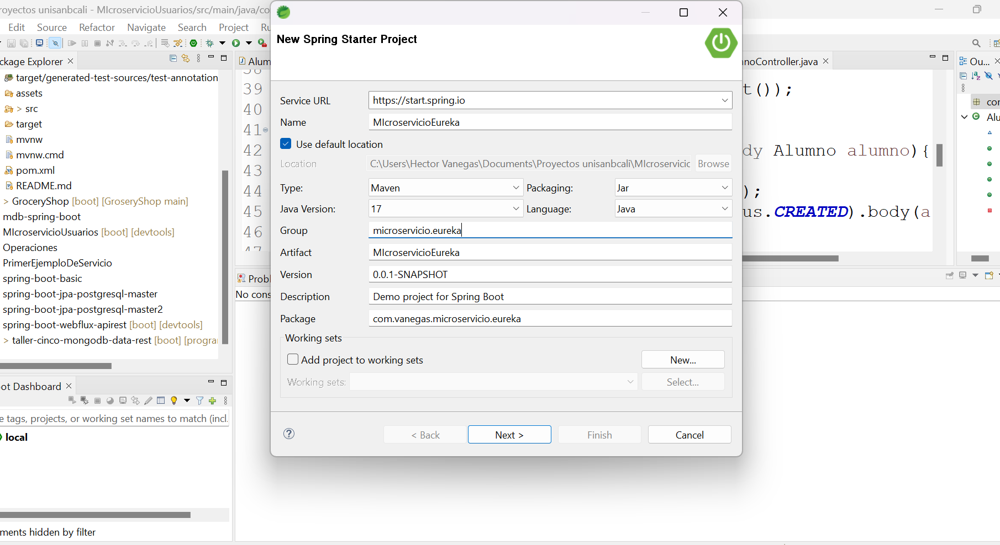 royectos unisanbcali - MIcroservicioUsuarios/src/main/java/co
Edit Source Refactor Navigate Search Project Ru
ckage Explorer
target/generated-test-sources/test-annotation
assets
> src
target
mvnw
mvnw.cmd
pom.xml
README.md
> GroceryShop [boot] [GroseryShop main]
mdb-spring-boot
MIcroservicioUsuarios [boot] [devtools]
Operaciones
PrimerEjemploDeServicio
spring-boot-basic
spring-boot-jpa-postgresql-master
spring-boot-jpa-postgresql-master2
spring-boot-webflux-apirest [boot] [devtools]
> taller-cinco-mongodb-data-rest [boot] [progra
ot Dashboard
e tags, projects, or working set names to match (incl.
local
ments hidden by filter
Alum
39
40
41
42
43
44
45
46
Probl
No cons
New Spring Starter Project
Service URL https://start.spring.io
Name MIcroservicioEureka
Use default location
Location C:\Users\Hector Vanegas\Documents\Proyectos unisanbcali\MIcroservicic Browse
Type: Maven Packaging: Jar
Java Version: 17 Language: Java
Group microservicio.eureka
Artifact MIcroservicioEureka
Version 0.0.1-SNAPSHOT
Description Demo project for Spring Boot
Package com.vanegas.microservicio.eureka
Working sets
Add project to working sets New...
Working sets: Select...
< Back Next > Finish Cancel
noController.java
t());
dy Alumno alumno){
);
us.CREATED).body(a
Ou...
con
Alu